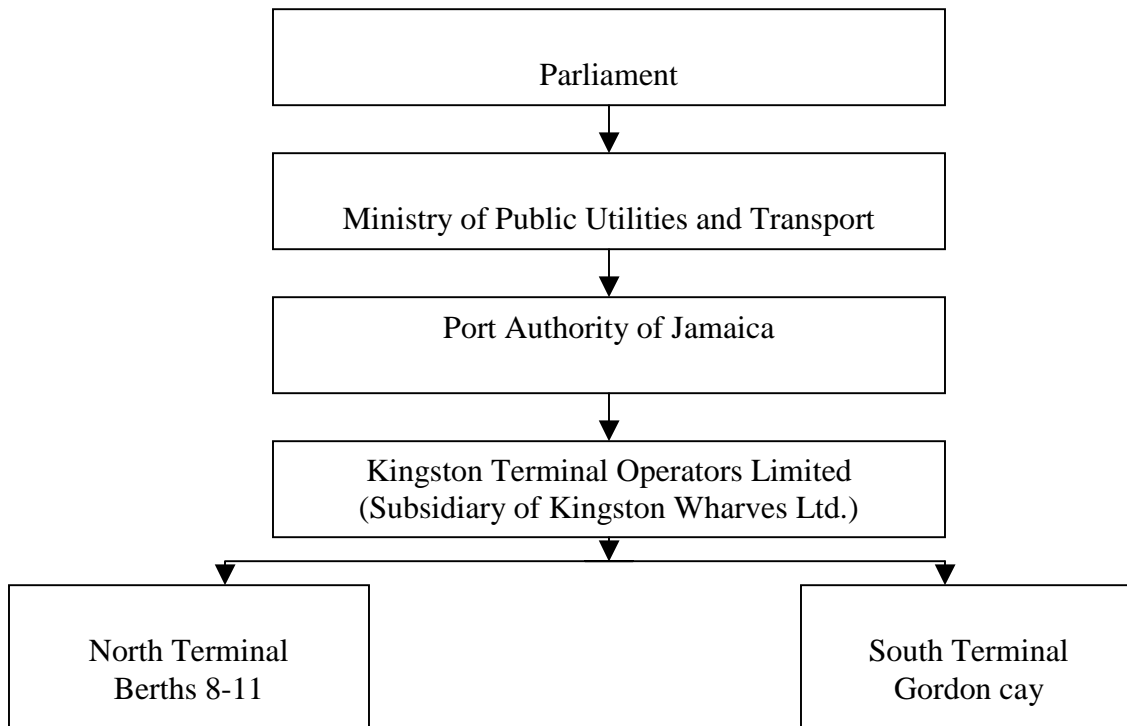 Parliament
Ministry of Public Utilities and Transport
Port Authority of Jamaica
Kingston Terminal Operators Limited
(Subsidiary of Kingston Wharves Ltd.)
North Terminal
Berths 8-11
South Terminal
Gordon cay